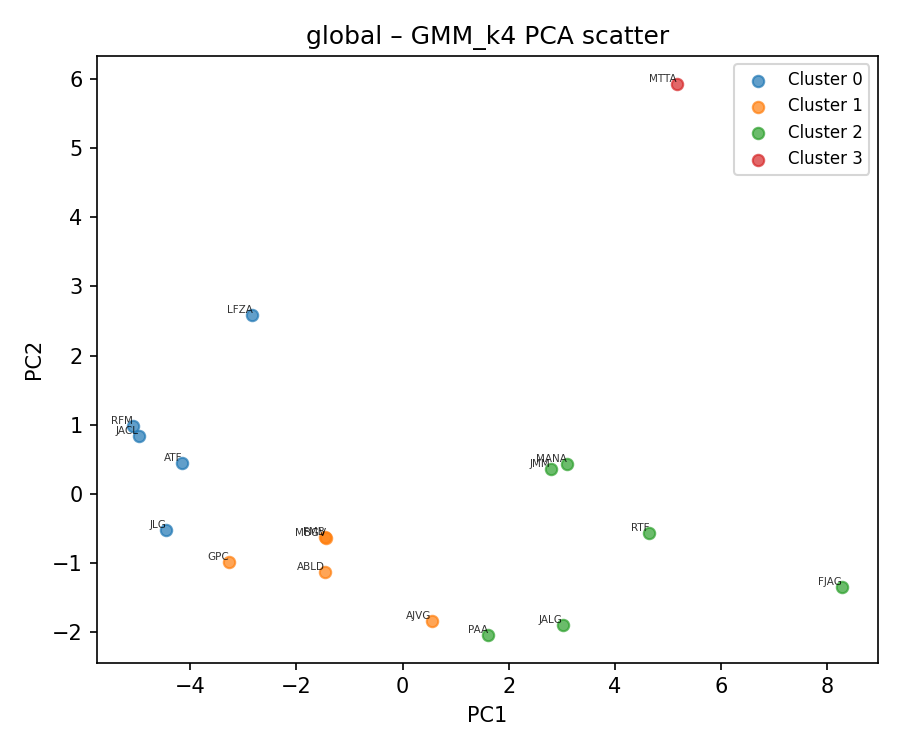 global – GMM_k4 PCA scatter
Cluster 0
Cluster 1
Cluster 2
Cluster 3
MTTA
LFZA
RFM
JACL
ATF
JLG
GPC
ABLD
AJVG
PAA
JALG
MANA
JMM
RTF
FJAG
6
5
4
3
2
1
0
−1
−2
PC2
−4
−2
0
2
4
6
8
PC1